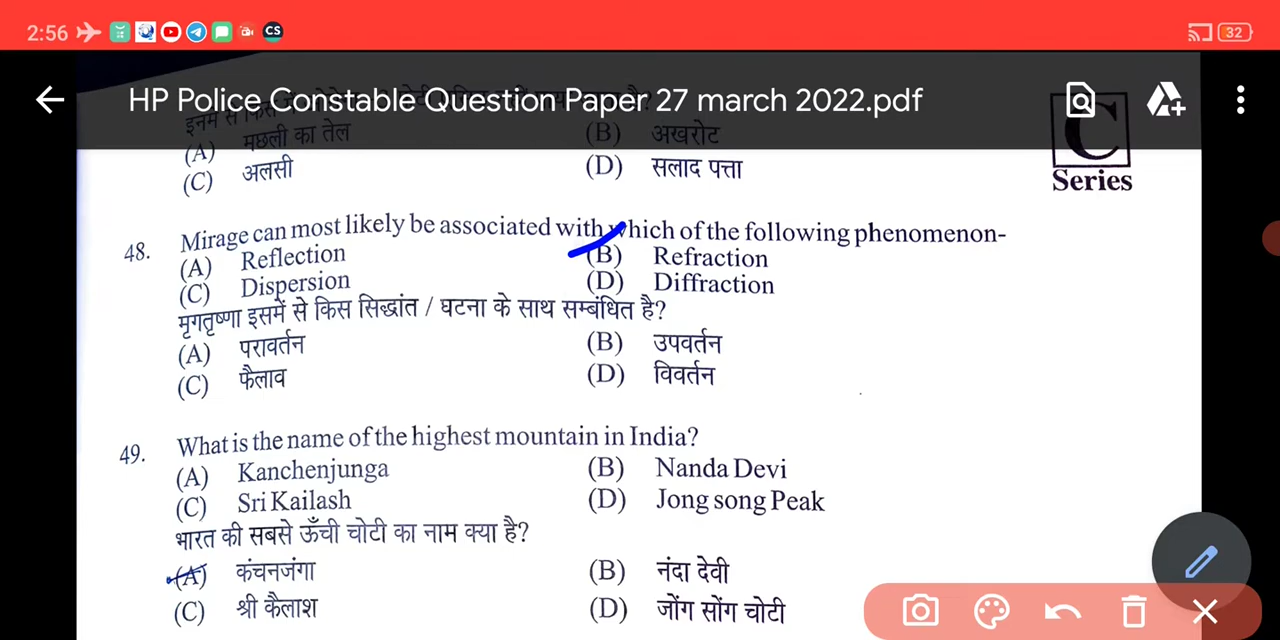 2:56 CS 32
HP Police Constable Question Paper 27 march 2022.pdf
इनमें से किस
(A) मछली का तेल (B) अखरोट
(C) अलसी (D) सलाद पत्ता
C
Series
48. Mirage can most likely be associated with which of the following phenomenon-
(A) Reflection (B) Refraction
(C) Dispersion (D) Diffraction
मृगतृष्णा इसमें से किस सिद्धांत / घटना के साथ सम्बंधित है?
(A) परावर्तन (B) उपवर्तन
(C) फैलाव (D) विवर्तन
49. What is the name of the highest mountain in India?
(A) Kanchenjunga (B) Nanda Devi
(C) Sri Kailash (D) Jong song Peak
भारत की सबसे ऊँची चोटी का नाम क्या है?
(A) कंचनजंगा (B) नंदा देवी
(C) श्री कैलाश (D) जोंग सोंग चोटी